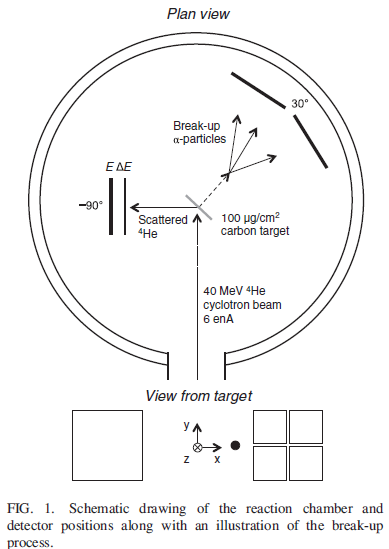 Plan view
30°
Break-up
α-particles
E ΔE
−90°
Scattered
⁴He
100 μg/cm²
carbon target
40 MeV ⁴He
cyclotron beam
6 enA
View from target
y
z
x
FIG. 1. Schematic drawing of the reaction chamber and
detector positions along with an illustration of the break-up
process.